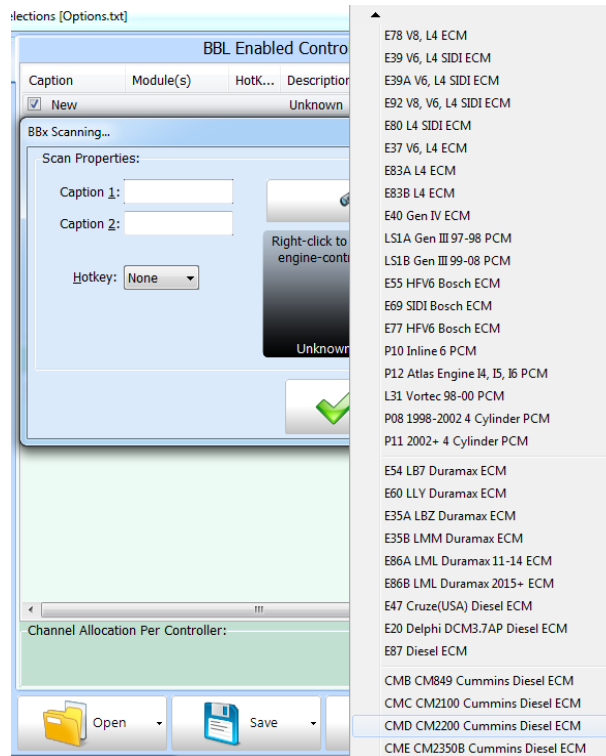 elections [Options.txt]
BBL Enabled Contro
Caption Module(s) HotK... Description
New Unknown
BBx Scanning...
Scan Properties:
Caption 1:
Caption 2:
Hotkey: None
Right-click to
engine-conti
Unknown
Channel Allocation Per Controller:
Open Save
E78 V8, L4 ECM
E39 V6, L4 SIDI ECM
E39A V6, L4 SIDI ECM
E92 V8, V6, L4 SIDI ECM
E80 L4 SIDI ECM
E37 V6, L4 ECM
E83A L4 ECM
E83B L4 ECM
E40 Gen IV ECM
LS1A Gen III 97-98 PCM
LS1B Gen III 99-08 PCM
E55 HFV6 Bosch ECM
E69 SIDI Bosch ECM
E77 HFV6 Bosch ECM
P10 Inline 6 PCM
P12 Atlas Engine I4, I5, I6 PCM
L31 Vortec 98-00 PCM
P08 1998-2002 4 Cylinder PCM
P11 2002+ 4 Cylinder PCM
E54 LB7 Duramax ECM
E60 LLY Duramax ECM
E35A LBZ Duramax ECM
E35B LMM Duramax ECM
E86A LML Duramax 11-14 ECM
E86B LML Duramax 2015+ ECM
E47 Cruze(USA) Diesel ECM
E20 Delphi DCM3.7AP Diesel ECM
E87 Diesel ECM
CMB CM849 Cummins Diesel ECM
CMC CM2100 Cummins Diesel ECM
CMD CM2200 Cummins Diesel ECM
CME CM2350B Cummins Diesel ECM